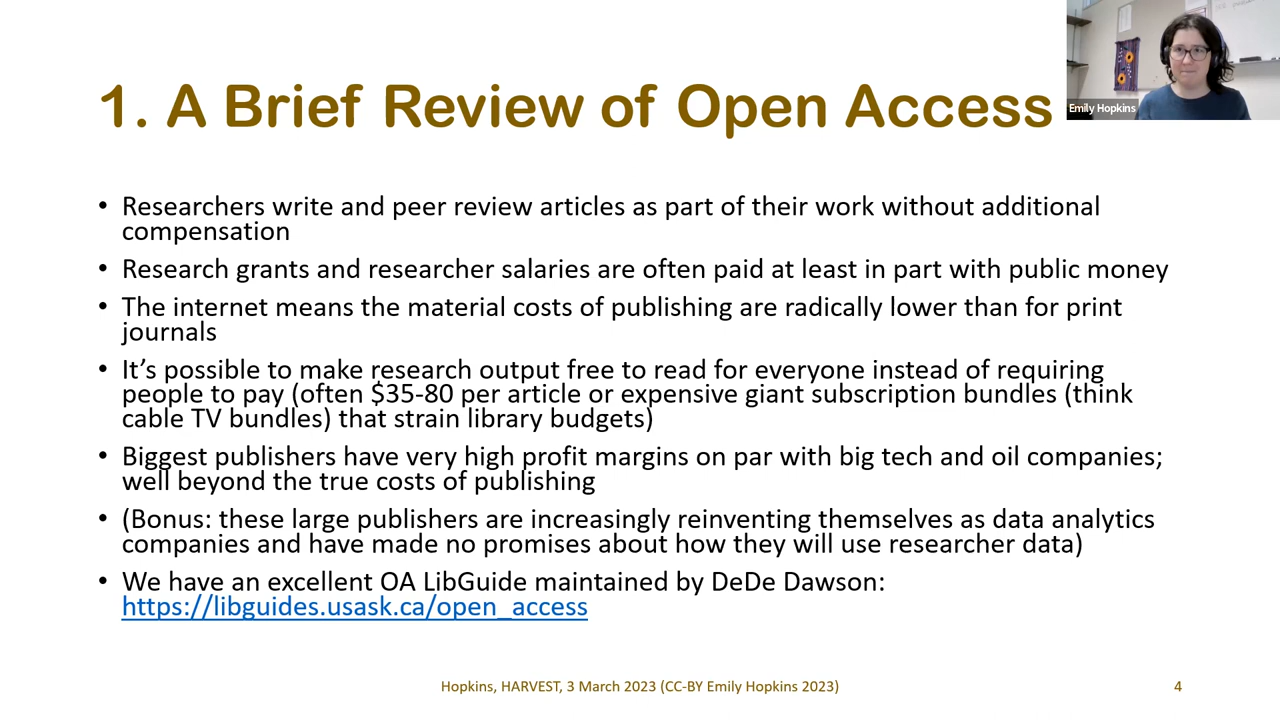 1. A Brief Review of Open Access
Emily Hopkins
• Researchers write and peer review articles as part of their work without additional
compensation
• Research grants and researcher salaries are often paid at least in part with public money
• The internet means the material costs of publishing are radically lower than for print
journals
• It’s possible to make research output free to read for everyone instead of requiring
people to pay (often $35-80 per article or expensive giant subscription bundles (think
cable TV bundles) that strain library budgets)
• Biggest publishers have very high profit margins on par with big tech and oil companies;
well beyond the true costs of publishing
• (Bonus: these large publishers are increasingly reinventing themselves as data analytics
companies and have made no promises about how they will use researcher data)
• We have an excellent OA LibGuide maintained by DeDe Dawson:
https://libguides.usask.ca/open_access
Hopkins, HARVEST, 3 March 2023 (CC-BY Emily Hopkins 2023)
4